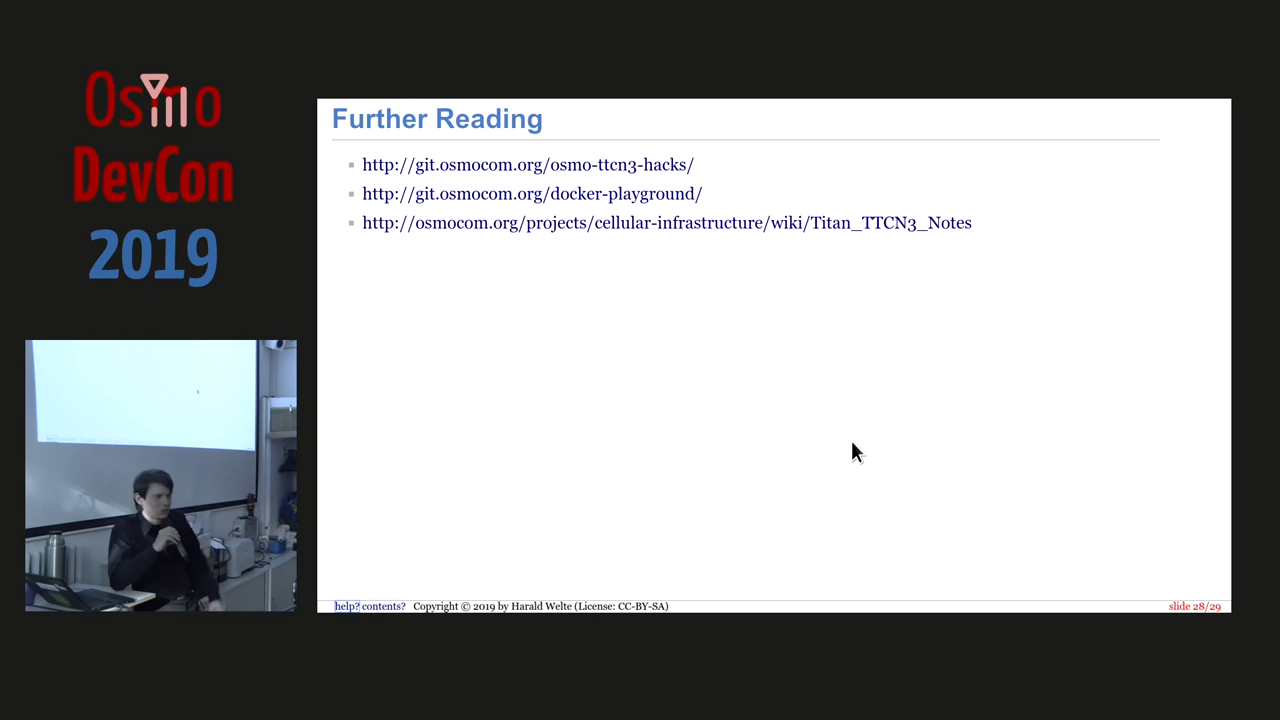 Osmo
DevCon
2019
Further Reading
http://git.osmocom.org/osmo-ttcn3-hacks/
http://git.osmocom.org/docker-playground/
http://osmocom.org/projects/cellular-infrastructure/wiki/Titan_TTCN3_Notes
help? contents? Copyright © 2019 by Harald Welte (License: CC-BY-SA)
slide 28/29